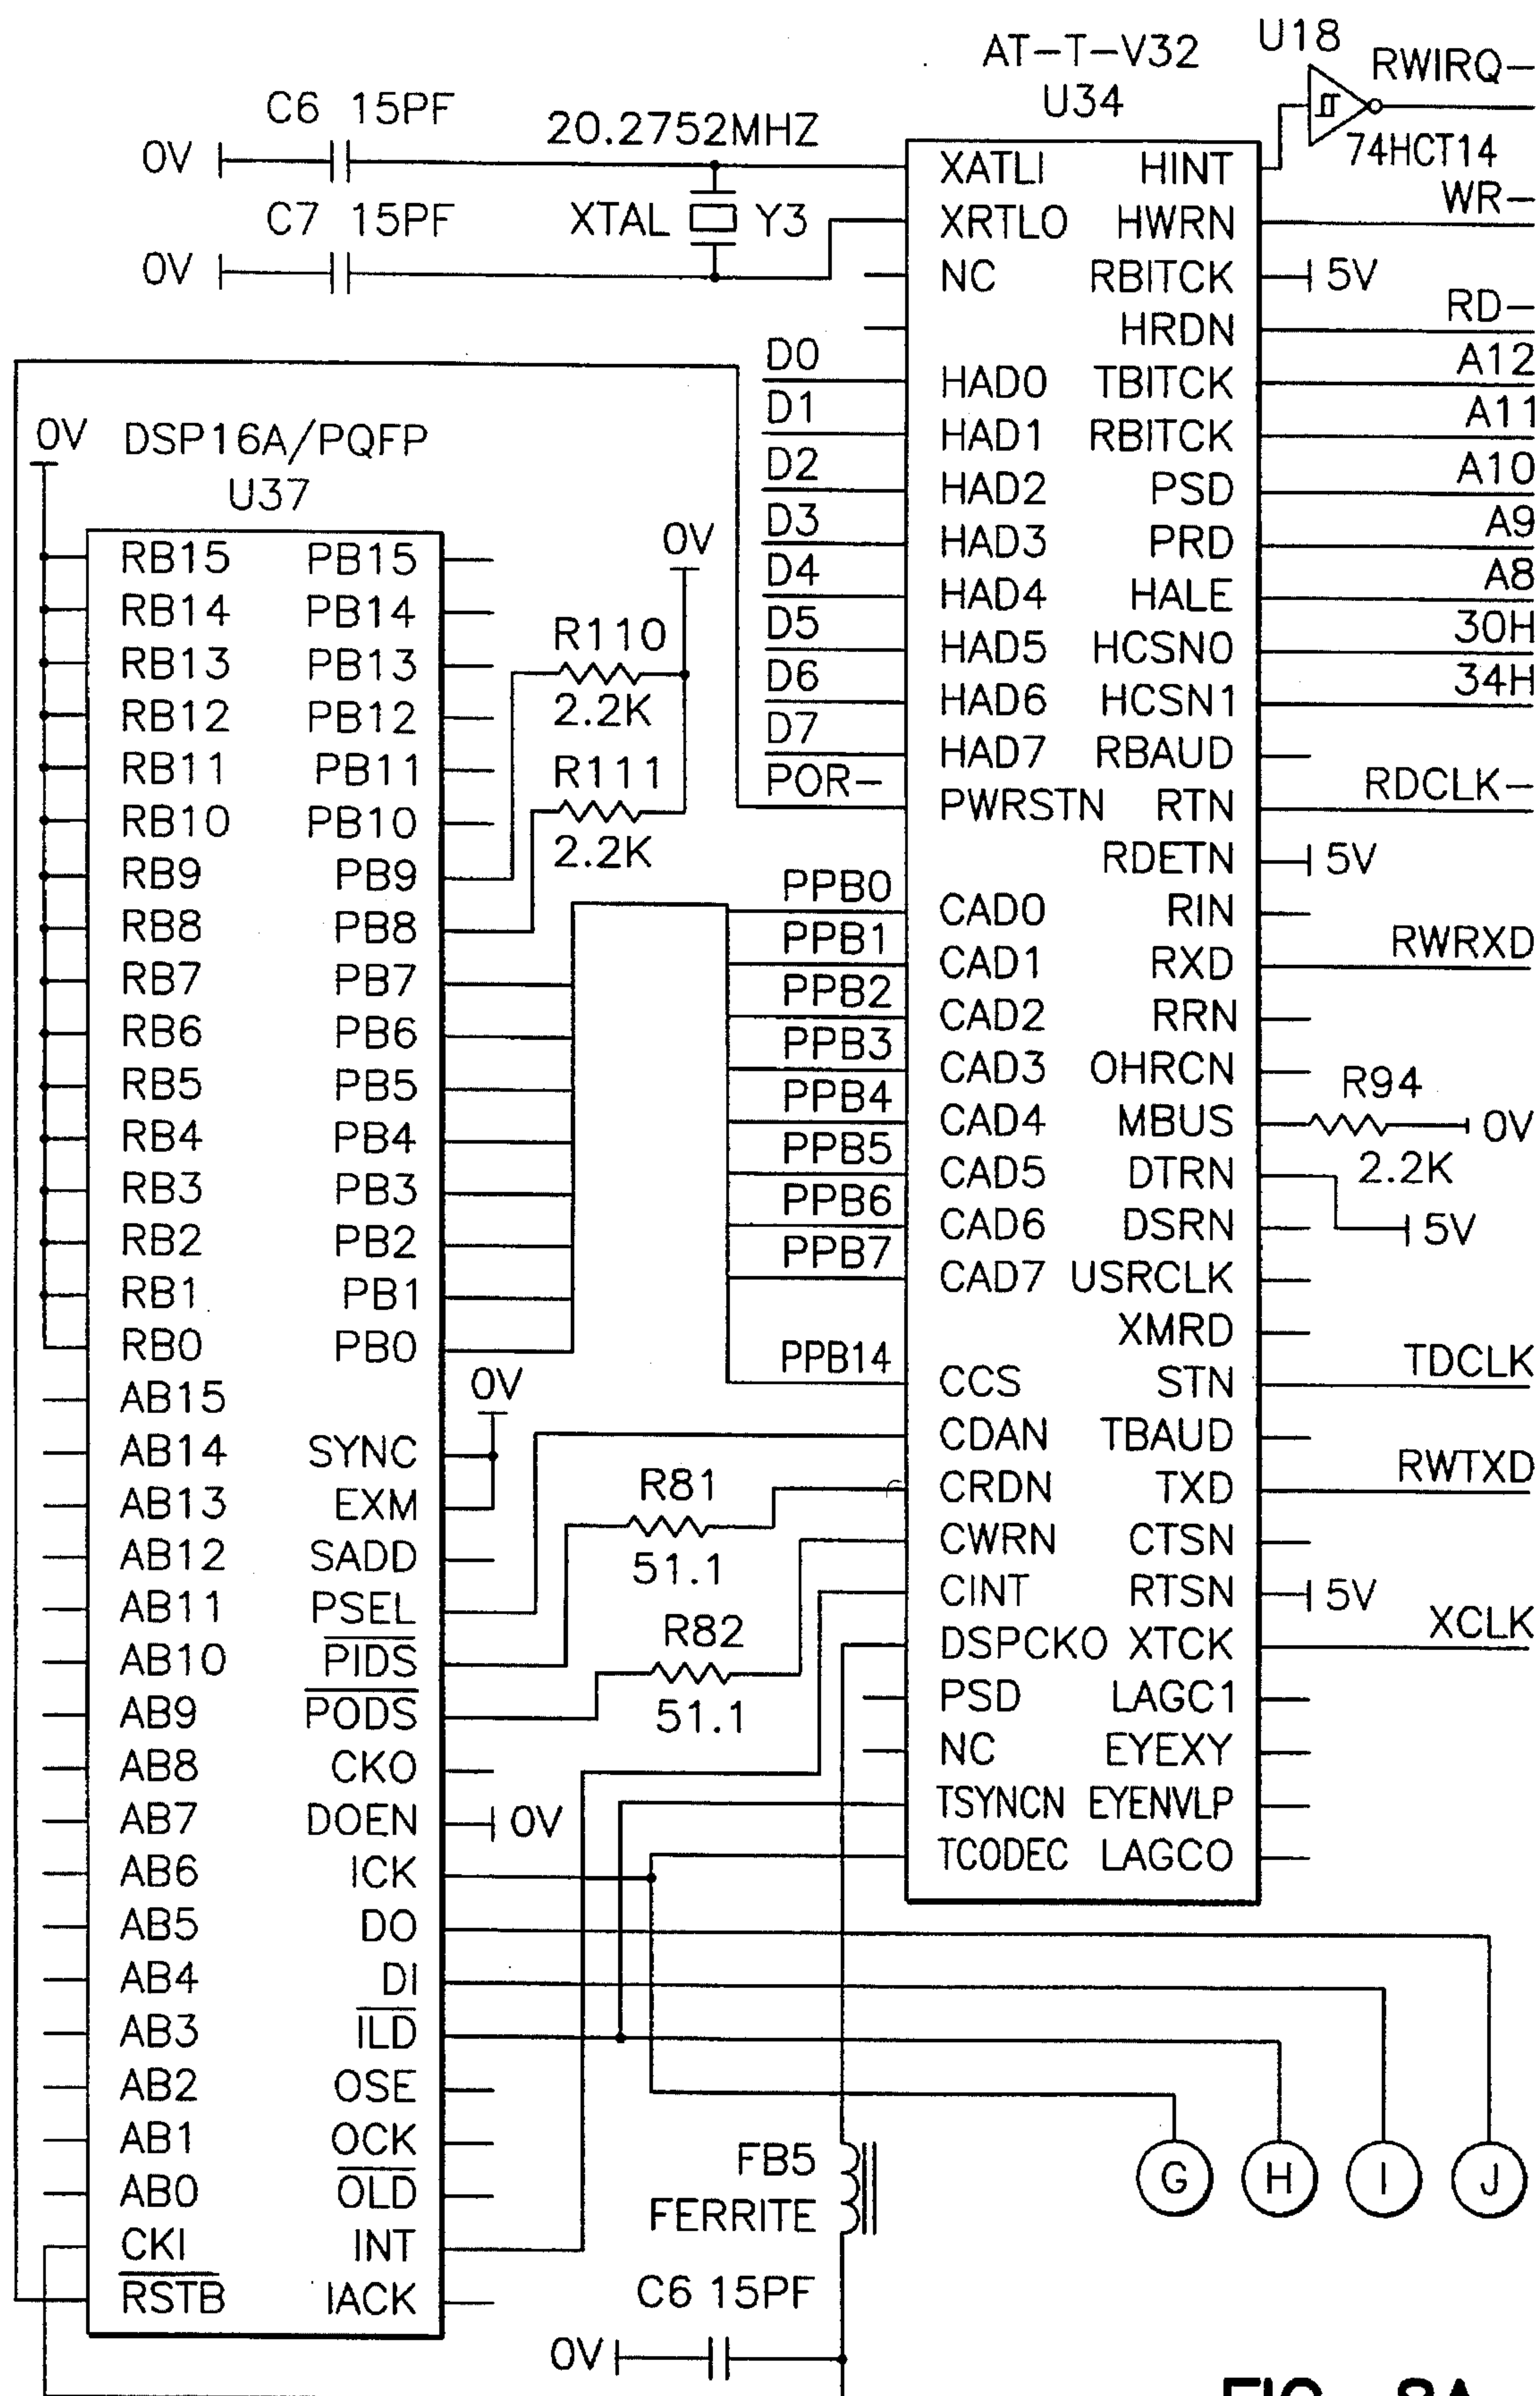 AT-T-V32
U34
U18
RWIRQ-
74HCT14
C6 15PF
20.2752MHZ
0V
C7 15PF
XTAL
Y3
0V
XATLI HINT
WR-
XRTLO HWRN
NC RBITCK 5V
RD-
HRDN
D0 A12
HAD0 TBITCK
D1 A11
HAD1 RBITCK
D2 A10
HAD2 PSD
D3 A9
HAD3 PRD
D4 A8
HAD4 HALE
D5 30H
HAD5 HCSN0
D6 34H
HAD6 HCSN1
D7
HAD7 RBAUD
POR- RDCLK-
PWRSTN RTN
RDETN 5V
PPB0
CAD0 RIN
PPB1 RWRXD
CAD1 RXD
PPB2
CAD2 RRN
PPB3
CAD3 OHRCN
PPB4 R94
CAD4 MBUS 0V
PPB5 2.2K
CAD5 DTRN
PPB6
CAD6 DSRN 5V
PPB7
CAD7 USRCLK
XMRD
PPB14 TDCLK
CCS STN
CDAN TBAUD
RWTXD
CRDN TXD
CWRN CTSN
CINT RTSN 5V
XCLK
DSPCKO XTCK
PSD LAGC1
NC EYEXY
TSYNCN EYENVLP
TCODEC LAGCO
0V
DSP16A/PQFP
U37
0V
RB15 PB15
RB14 PB14
R110
2.2K
RB13 PB13
RB12 PB12
RB11 PB11
R111
2.2K
RB10 PB10
RB9 PB9
RB8 PB8
RB7 PB7
RB6 PB6
RB5 PB5
RB4 PB4
RB3 PB3
RB2 PB2
RB1 PB1
RB0 PB0
0V
AB15
AB14 SYNC
AB13 EXM
R81
51.1
AB12 SADD
AB11 PSEL
R82
51.1
AB10 PIDS
AB9 PODS
AB8 CKO
AB7 DOEN 0V
AB6 ICK
AB5 DO
AB4 DI
AB3 ILD
AB2 OSE
AB1 OCK
AB0 OLD
CKI INT
RSTB IACK
FB5
FERRITE
G H I J
C6 15PF
0V